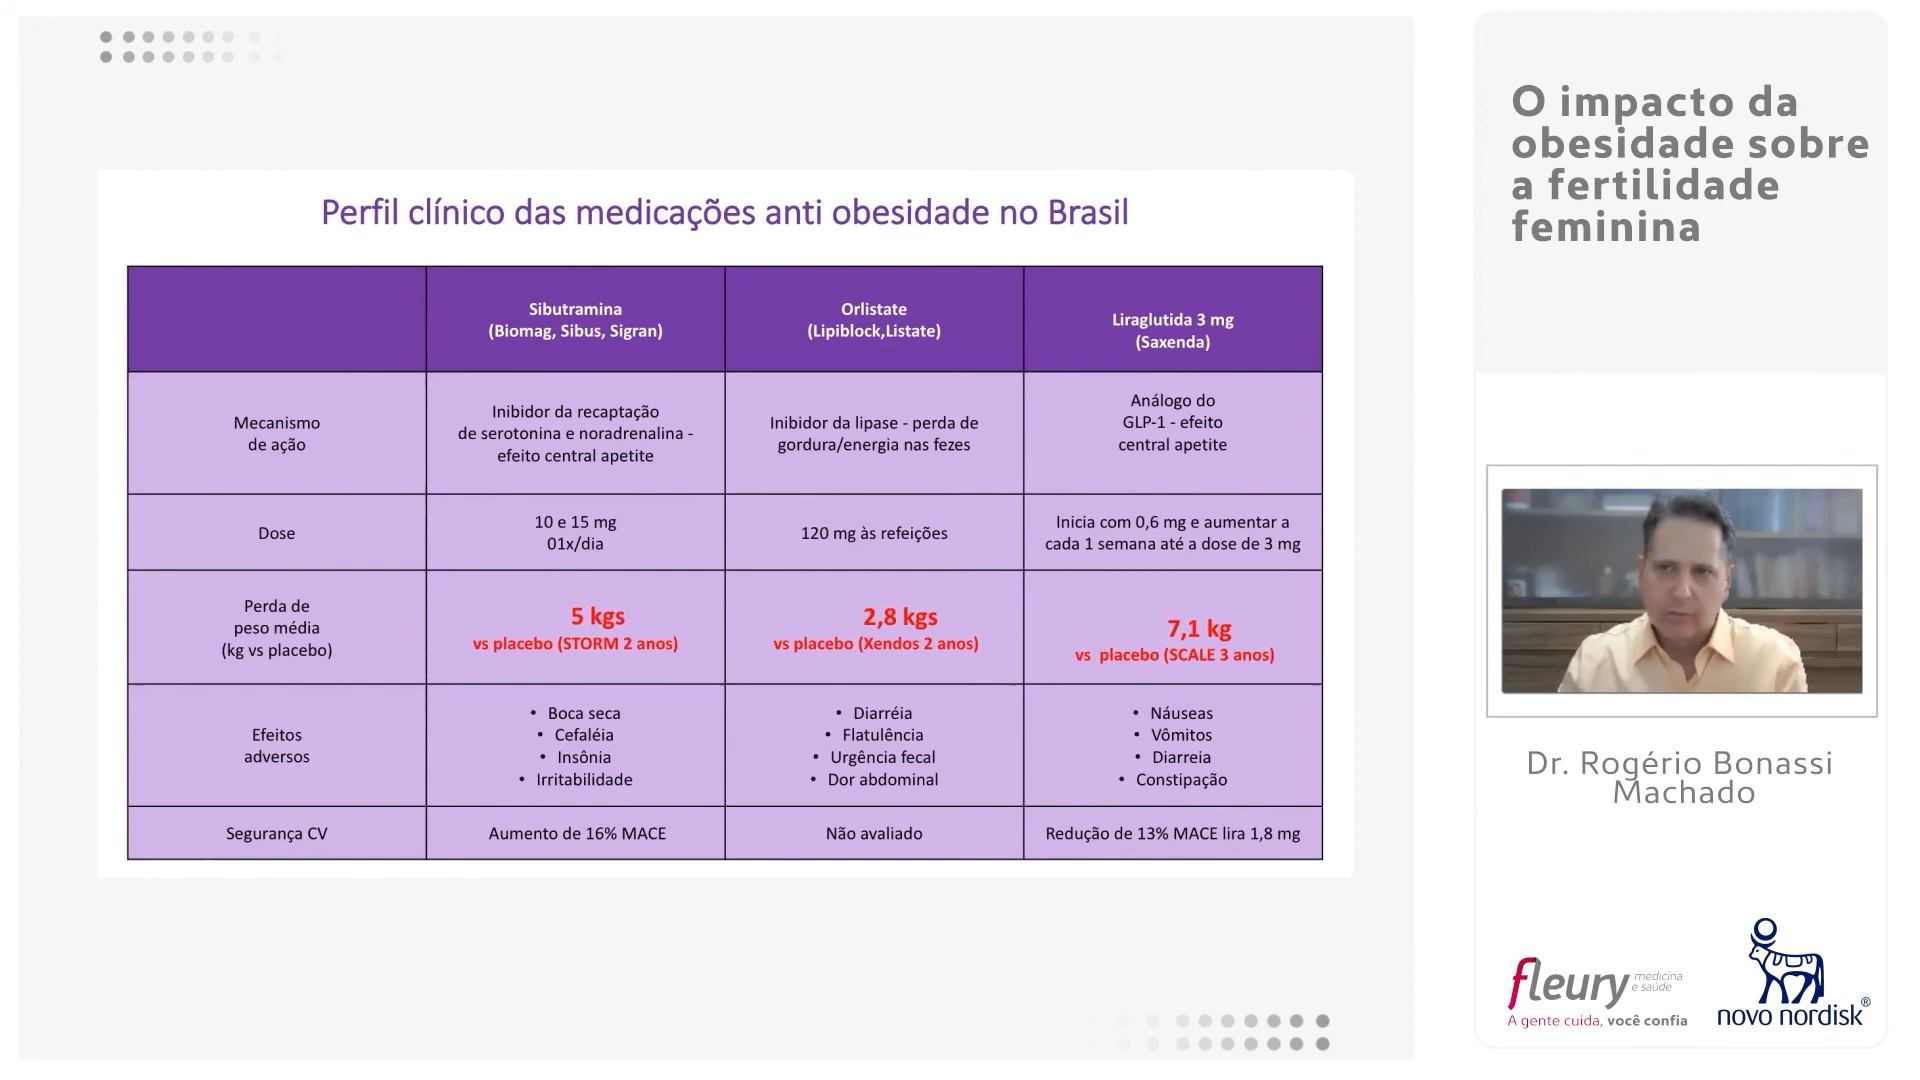 Perfil clínico das medicações anti obesidade no Brasil
Sibutramina
(Biomag, Sibus, Sigran)
Orlistate
(Lipiblock,Listate)
Liraglutida 3 mg
(Saxenda)
Mecanismo
de ação
Inibidor da recaptação
de serotonina e noradrenalina -
efeito central apetite
Inibidor da lipase - perda de
gordura/energia nas fezes
Análogo do
GLP-1 - efeito
central apetite
Dose
10 e 15 mg
01x/dia
120 mg às refeições
Inicia com 0,6 mg e aumentar a
cada 1 semana até a dose de 3 mg
Perda de
peso média
(kg vs placebo)
5 kgs
vs placebo (STORM 2 anos)
2,8 kgs
vs placebo (Xendos 2 anos)
7,1 kg
vs placebo (SCALE 3 anos)
Efeitos
adversos
• Boca seca
• Cefaléia
• Insônia
• Irritabilidade
• Diarréia
• Flatulência
• Urgência fecal
• Dor abdominal
• Náuseas
• Vômitos
• Diarreia
• Constipação
Segurança CV
Aumento de 16% MACE
Não avaliado
Redução de 13% MACE lira 1,8 mg
O impacto da
obesidade sobre
a fertilidade
feminina
Dr. Rogério Bonassi
Machado
fleury medicina
e saúde
A gente cuida, você confia
novo nordisk®